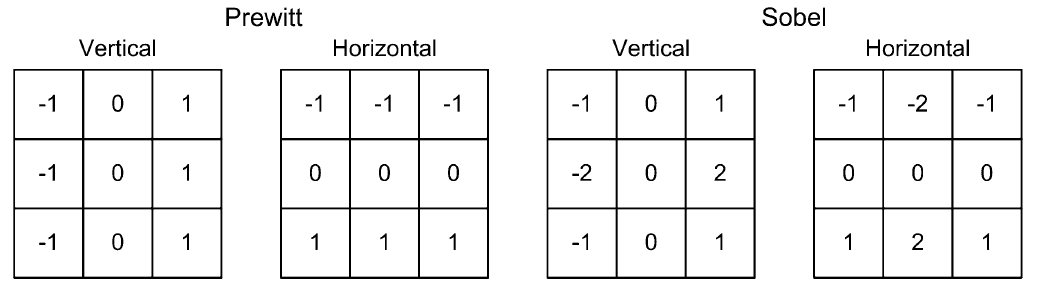 Prewitt Sobel
Vertical Horizontal Vertical Horizontal
-1 0 1 -1 -1 -1 -1 0 1 -1 -2 -1
-1 0 1 0 0 0 -2 0 2 0 0 0
-1 0 1 1 1 1 -1 0 1 1 2 1